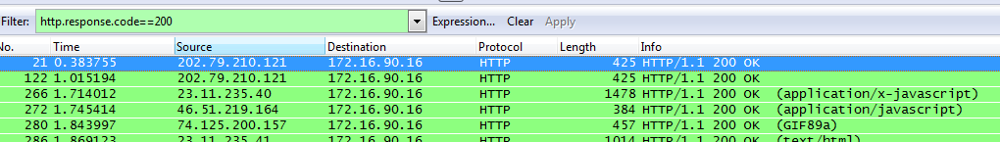 Filter: http.response.code==200 Expression... Clear Apply
No. Time Source Destination Protocol Length Info
21 0.383755 202.79.210.121 172.16.90.16 HTTP 425 HTTP/1.1 200 OK
122 1.015194 202.79.210.121 172.16.90.16 HTTP 425 HTTP/1.1 200 OK
266 1.714012 23.11.235.40 172.16.90.16 HTTP 1478 HTTP/1.1 200 OK (application/x-javascript)
272 1.745414 46.51.219.164 172.16.90.16 HTTP 384 HTTP/1.1 200 OK (application/javascript)
280 1.843997 74.125.200.157 172.16.90.16 HTTP 457 HTTP/1.1 200 OK (GIF89a)
286 1.869123 23.11.235.41 172.16.90.16 HTTP 1014 HTTP/1.1 200 OK (text/html)